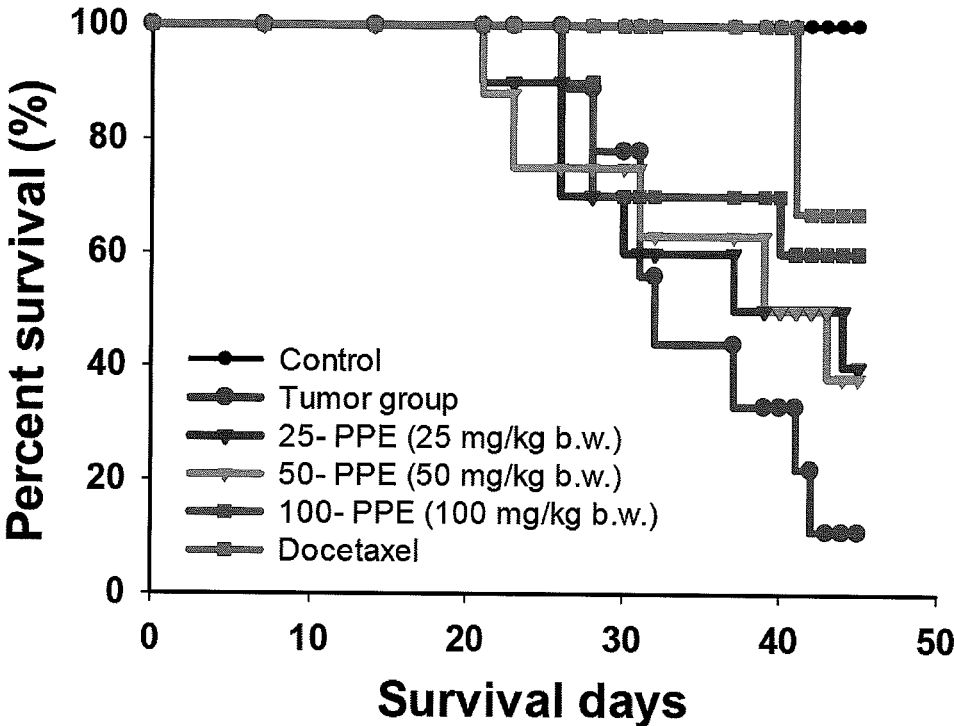 Percent survival (%)
100
80
60
40
20
0
Control
Tumor group
25- PPE (25 mg/kg b.w.)
50- PPE (50 mg/kg b.w.)
100- PPE (100 mg/kg b.w.)
Docetaxel
0 10 20 30 40 50
Survival days